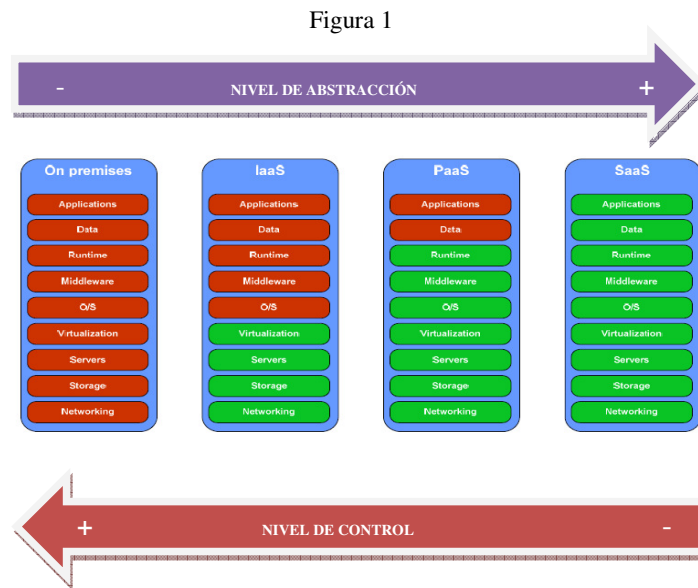 Figura 1
- NIVEL DE ABSTRACCIÓN +
On premises
Applications
Data
Runtime
Middleware
O/S
Virtualization
Servers
Storage
Networking
IaaS
Applications
Data
Runtime
Middleware
O/S
Virtualization
Servers
Storage
Networking
PaaS
Applications
Data
Runtime
Middleware
O/S
Virtualization
Servers
Storage
Networking
SaaS
Applications
Data
Runtime
Middleware
O/S
Virtualization
Servers
Storage
Networking
+ NIVEL DE CONTROL -